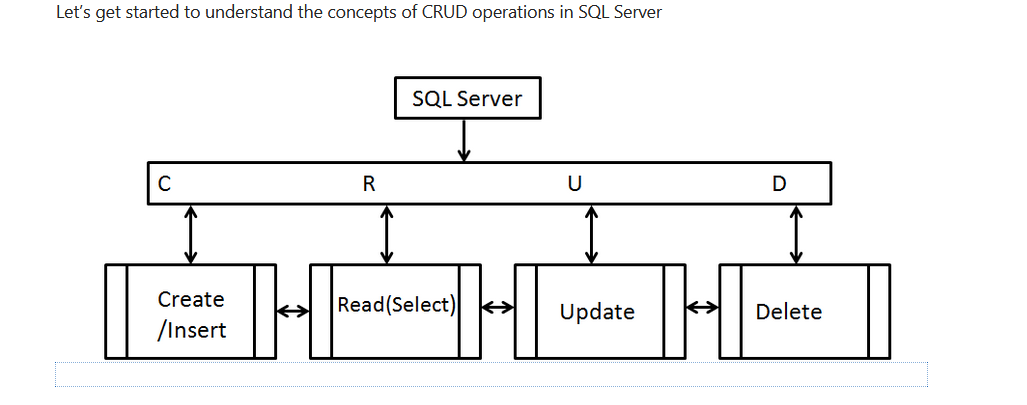 Let's get started to understand the concepts of CRUD operations in SQL Server
SQL Server
C R U D
Create
/Insert
Read(Select)
Update
Delete